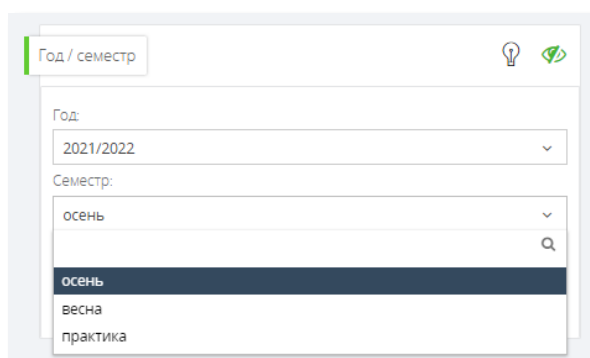 Год / семестр
Год:
2021/2022
Семестр:
осень
осень
весна
практика